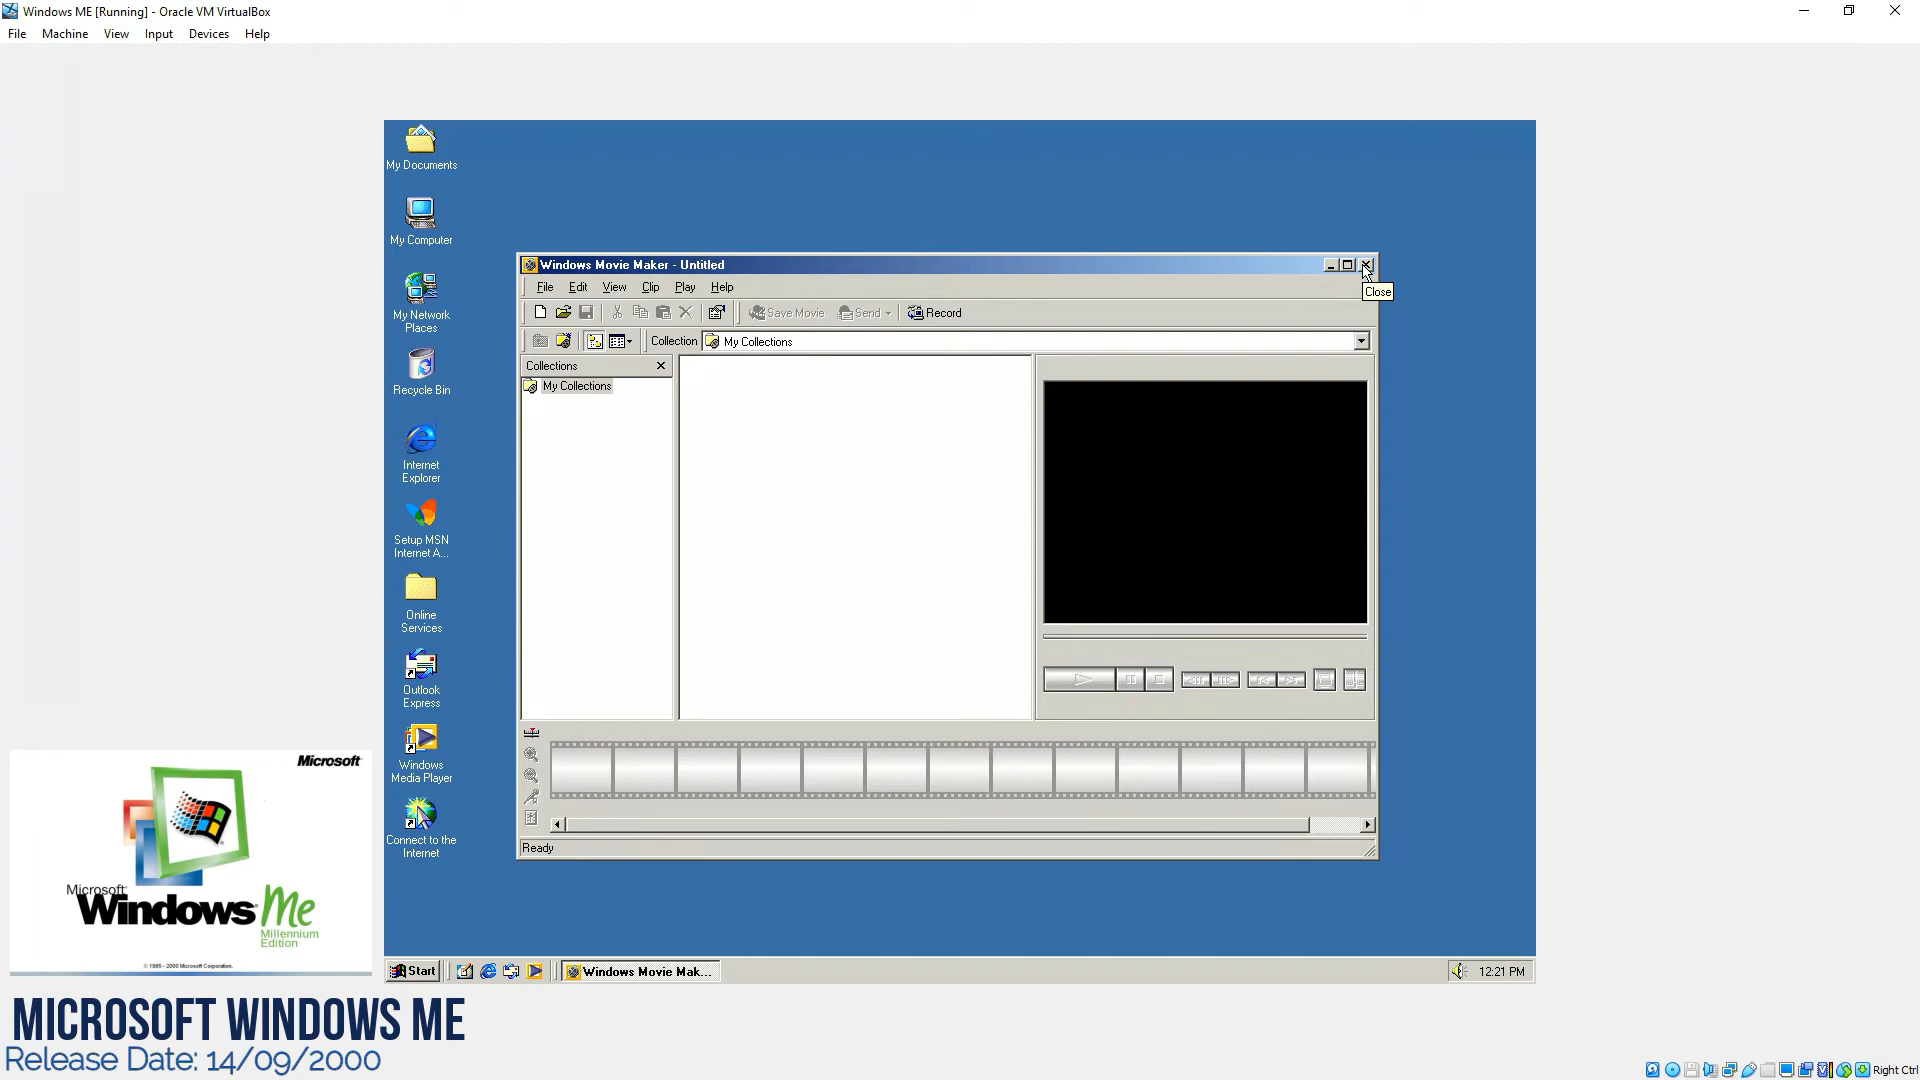 Windows ME [Running] - Oracle VM VirtualBox
File Machine View Input Devices Help
My Documents
My Computer
My Network
Places
Recycle Bin
Internet
Explorer
Setup MSN
Internet A...
Online
Services
Outlook
Express
Windows
Media Player
Connect to the
Internet
Windows Movie Maker - Untitled
Close
File Edit View Clip Play Help
Save Movie Send Record
Collection My Collections
Collections
My Collections
Ready
Start Windows Movie Mak... 12:21 PM
Microsoft
Microsoft
Windows Me
Millennium
Edition
© 1985 - 2000 Microsoft Corporation.
MICROSOFT WINDOWS ME
Release Date: 14/09/2000
Right Ctrl